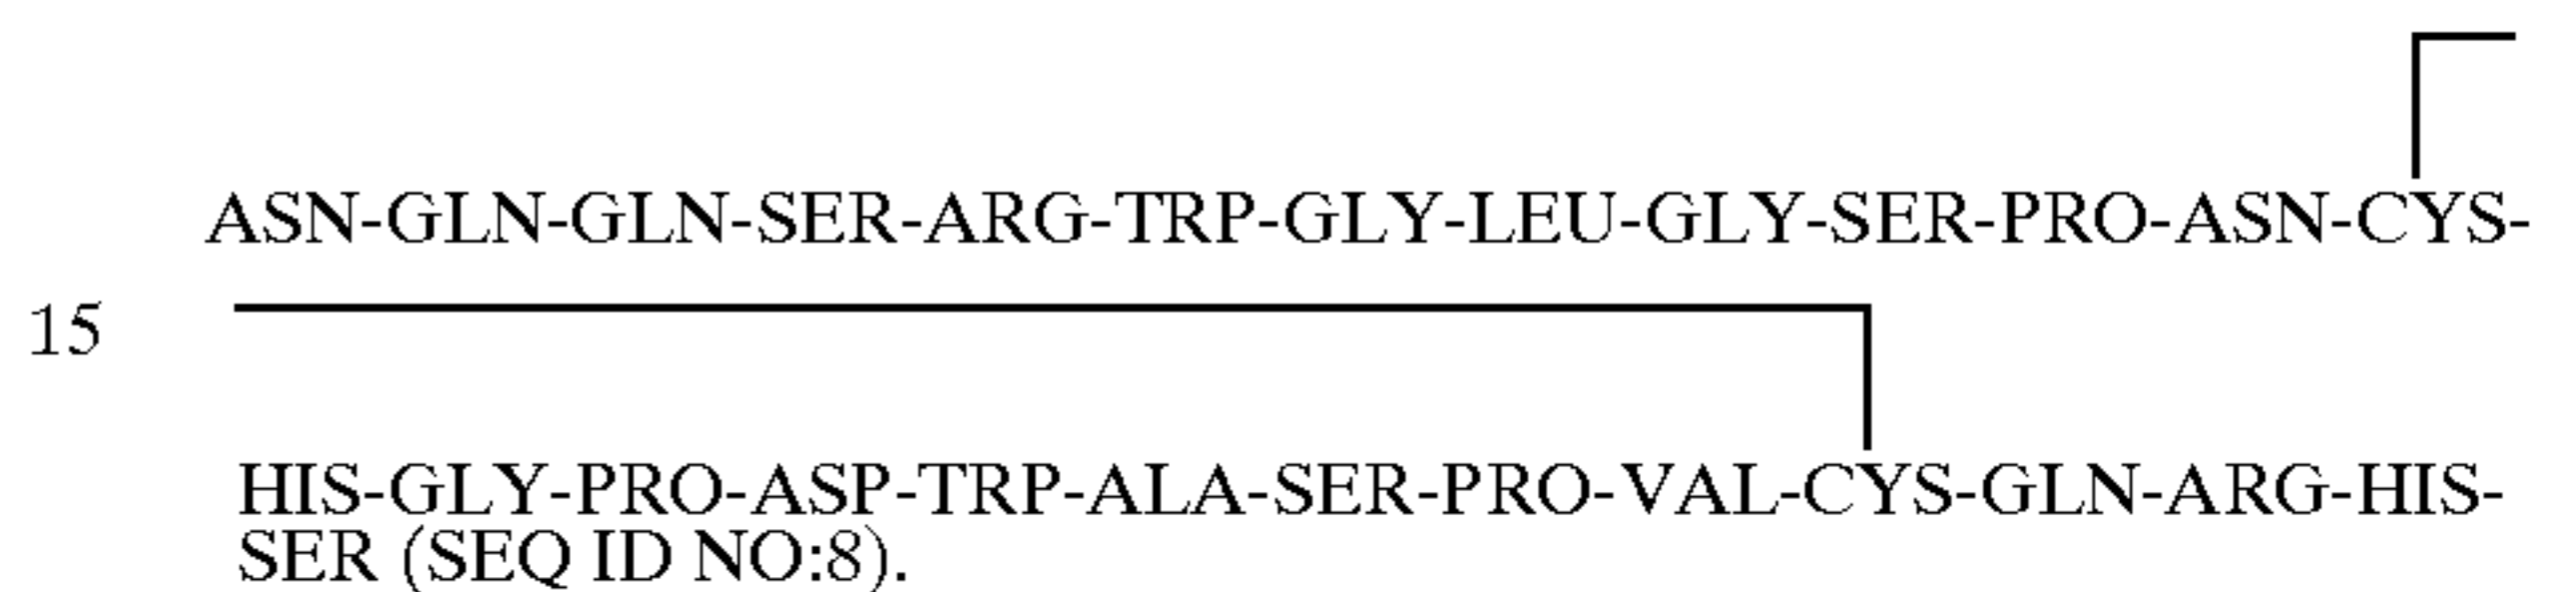 ASN-GLN-GLN-SER-ARG-TRP-GLY-LEU-GLY-SER-PRO-ASN-CYS-
15
HIS-GLY-PRO-ASP-TRP-ALA-SER-PRO-VAL-CYS-GLN-ARG-HIS-
SER (SEQ ID NO:8).